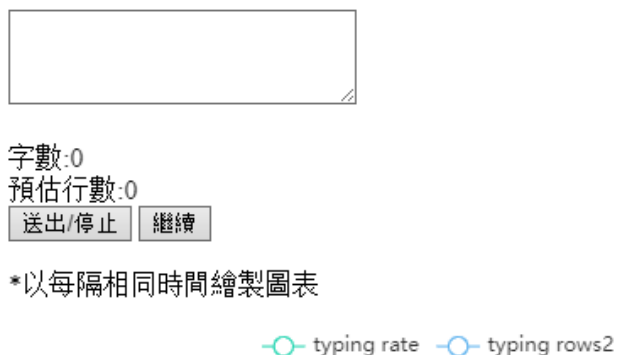 字數:0
預估行數:0
送出/停止 繼續
*以每隔相同時間繪製圖表
typing rate typing rows2